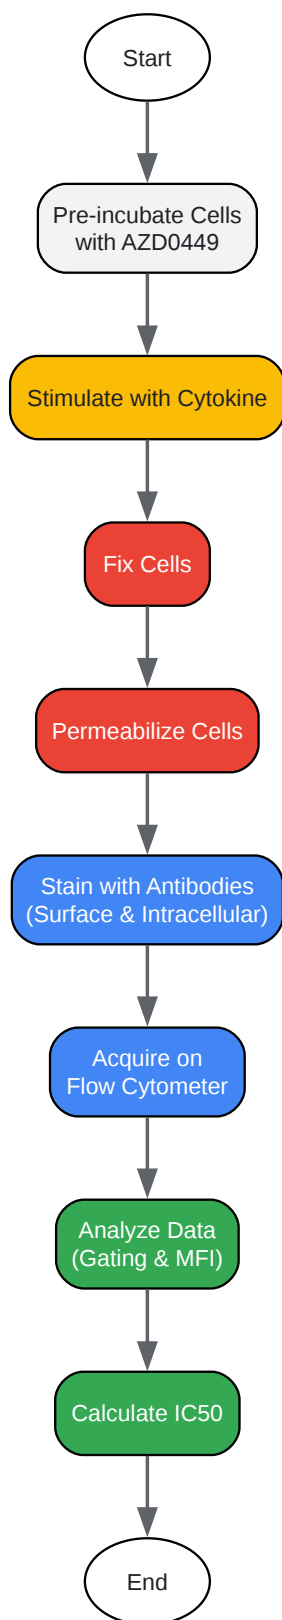 Start
Pre-incubate Cells
with AZD0449
Stimulate with Cytokine
Fix Cells
Permeabilize Cells
Stain with Antibodies
(Surface & Intracellular)
Acquire on
Flow Cytometer
Analyze Data
(Gating & MFI)
Calculate IC50
End